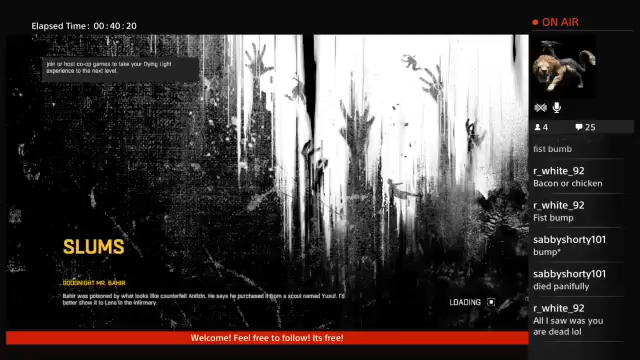 Elapsed Time: 00:40:20
ON AIR
Join or host co-op games to take your Dying Light
experience to the next level.
4
25
fist bumb
r_white_92
Bacon or chicken
r_white_92
Fist bump
sabbyshorty101
bump*
sabbyshorty101
died panifully
r_white_92
All I saw was you
are dead lol
SLUMS
GOODNIGHT MR. BAHIR
Bahir was poisoned by what looks like counterfeit Antizin. He says he purchased it from a scout named Yusuf. I'd
better show it to Lena in the infirmary.
LOADING
Welcome! Feel free to follow! Its free!